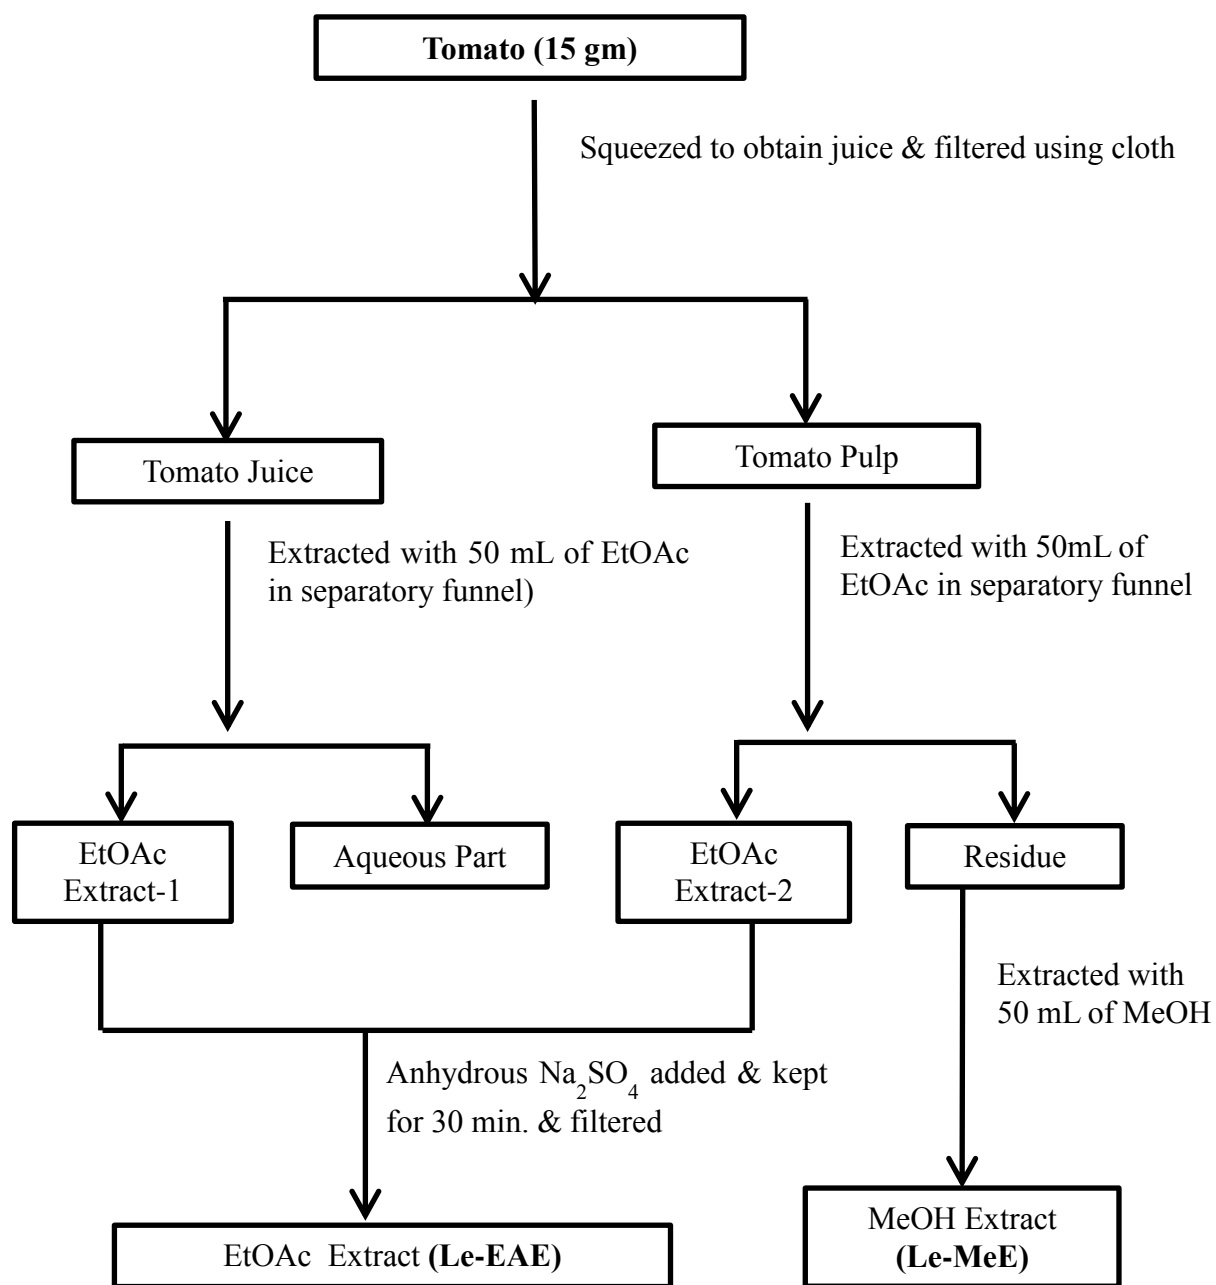 Tomato (15 gm)
Squeezed to obtain juice & filtered using cloth
Tomato Juice
Tomato Pulp
Extracted with 50 mL of EtOAc
in separatory funnel)
Extracted with 50mL of
EtOAc in separatory funnel
EtOAc
Extract-1
Aqueous Part
EtOAc
Extract-2
Residue
Extracted with
50 mL of MeOH
Anhydrous Na₂SO₄ added & kept
for 30 min. & filtered
EtOAc Extract (Le-EAE)
MeOH Extract
(Le-MeE)